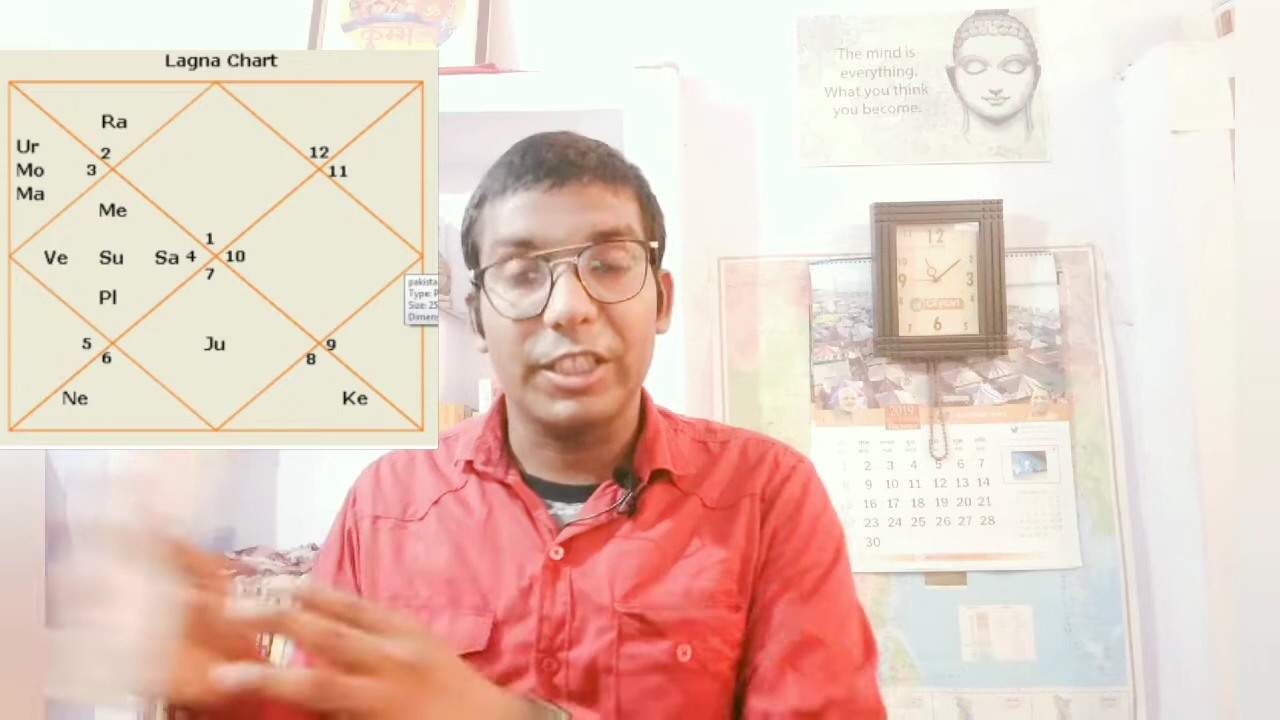 Lagna Chart
Ra
Ur
2
12
Mo
3
11
Ma
Me
1
Ve
Su
Sa
4
10
7
Pl
5
6
Ju
9
8
Ne
Ke
Type:
Size:
कुम्भ
The mind is
everything.
What you think
you become.
12
3
6
9
2019
2 3 4 5 6 7
9 10 11 12 13 14
16 17 18 19 20 21
23 24 25 26 27 28
30